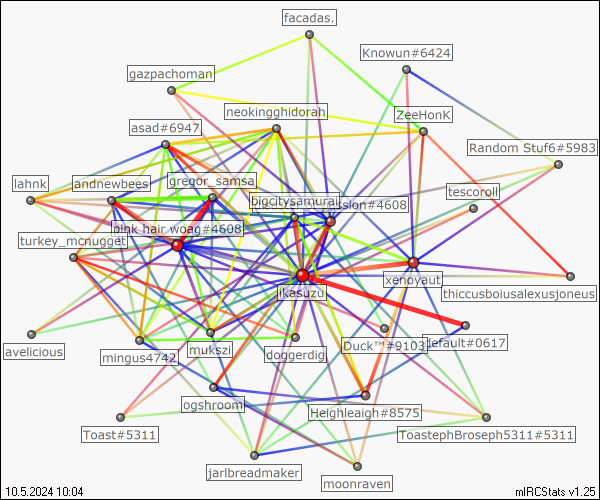 facadas.
Knowun#6424
gazpachoman
neokingghidorah
ZeeHonK
asad#6947
Random Stuf6#5983
lahnk
andnewbees
gregor_samsa
tescoroll
bigcitysamurai
ssion#4608
pink hair woag#4608
turkey_mcnugget
xenoyaut
ikasuzu
thiccusboiusalexusjoneus
avelicious
mingus4742
mukszi
doggerdig
Duck™#9103
default#0617
ogshroom
Heighleaigh#8575
Toast#5311
ToastephBroseph5311#5311
jarlbreadmaker
moonraven
10.5.2024 10:04
mIRCStats v1.25